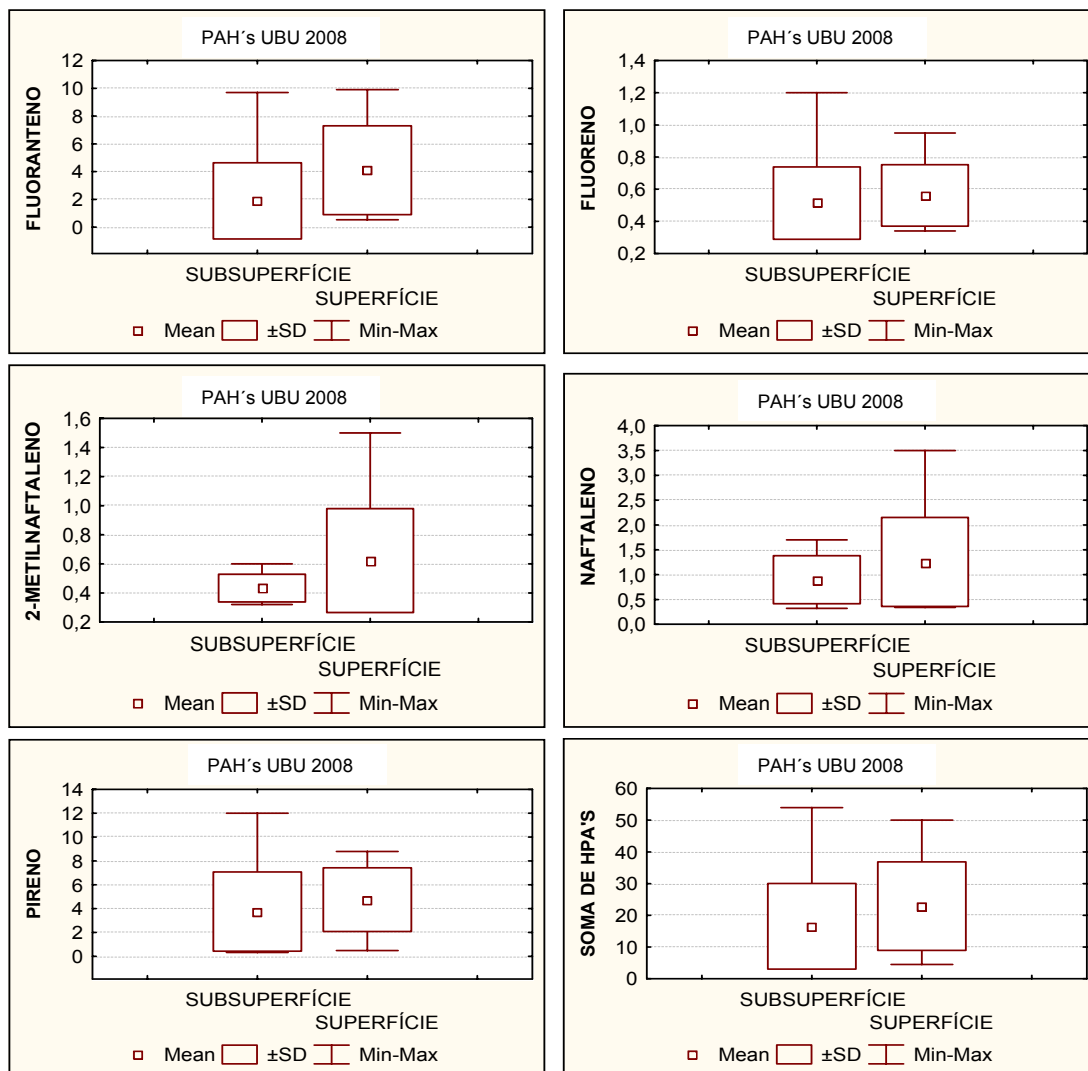 PAH´s UBU 2008
FLUORANTENO
12
10
8
6
4
2
0
SUBSUPERFÍCIE
SUPERFÍCIE
Mean ±SD Min-Max
PAH´s UBU 2008
FLUORENO
1,4
1,2
1,0
0,8
0,6
0,4
0,2
SUBSUPERFÍCIE
SUPERFÍCIE
Mean ±SD Min-Max
PAH´s UBU 2008
2-METILNAFTALENO
1,6
1,4
1,2
1,0
0,8
0,6
0,4
0,2
SUBSUPERFÍCIE
SUPERFÍCIE
Mean ±SD Min-Max
PAH´s UBU 2008
NAFTALENO
4,0
3,5
3,0
2,5
2,0
1,5
1,0
0,5
0,0
SUBSUPERFÍCIE
SUPERFÍCIE
Mean ±SD Min-Max
PAH´s UBU 2008
PIRENO
14
12
10
8
6
4
2
0
SUBSUPERFÍCIE
SUPERFÍCIE
Mean ±SD Min-Max
PAH´s UBU 2008
SOMA DE HPA'S
60
50
40
30
20
10
0
SUBSUPERFÍCIE
SUPERFÍCIE
Mean ±SD Min-Max